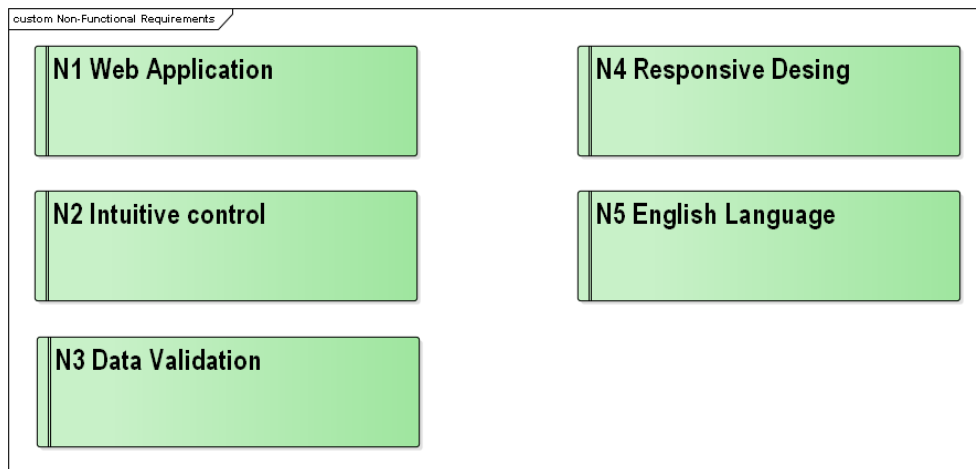 custom Non-Functional Requirements
N1 Web Application
N2 Intuitive control
N3 Data Validation
N4 Responsive Desing
N5 English Language